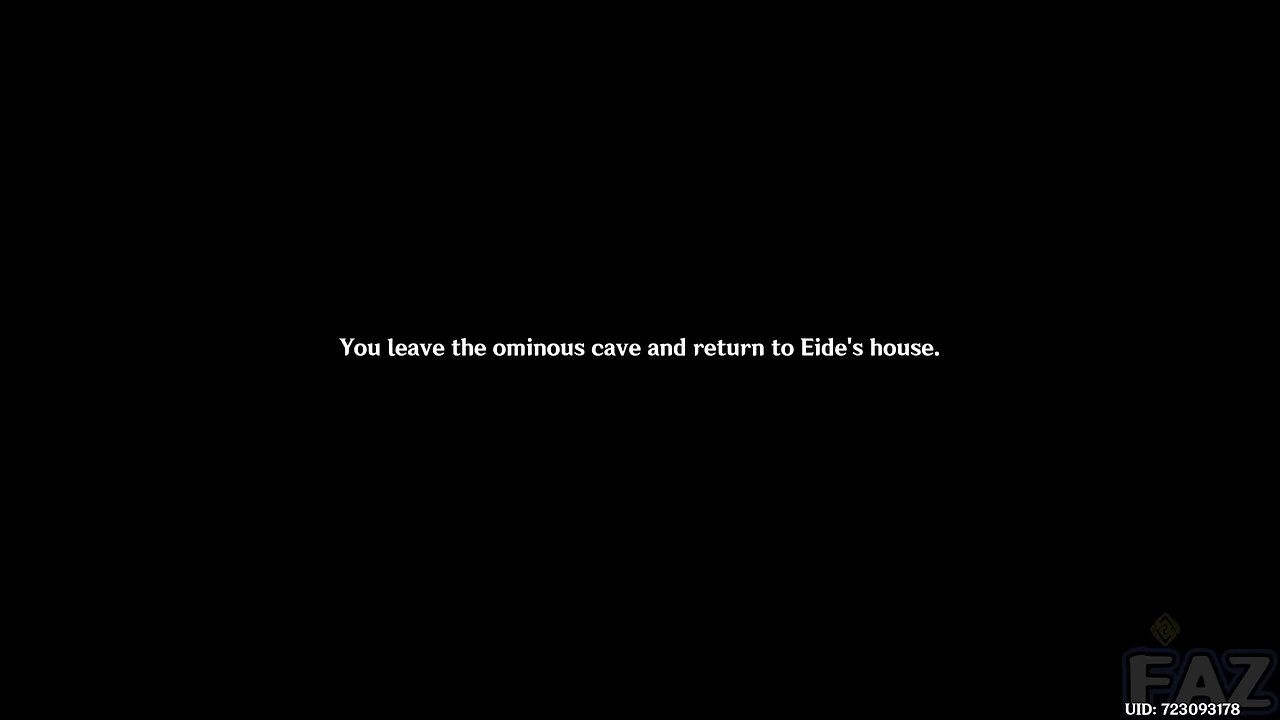 You leave the ominous cave and return to Eide's house.
FAZ
UID: 723093178